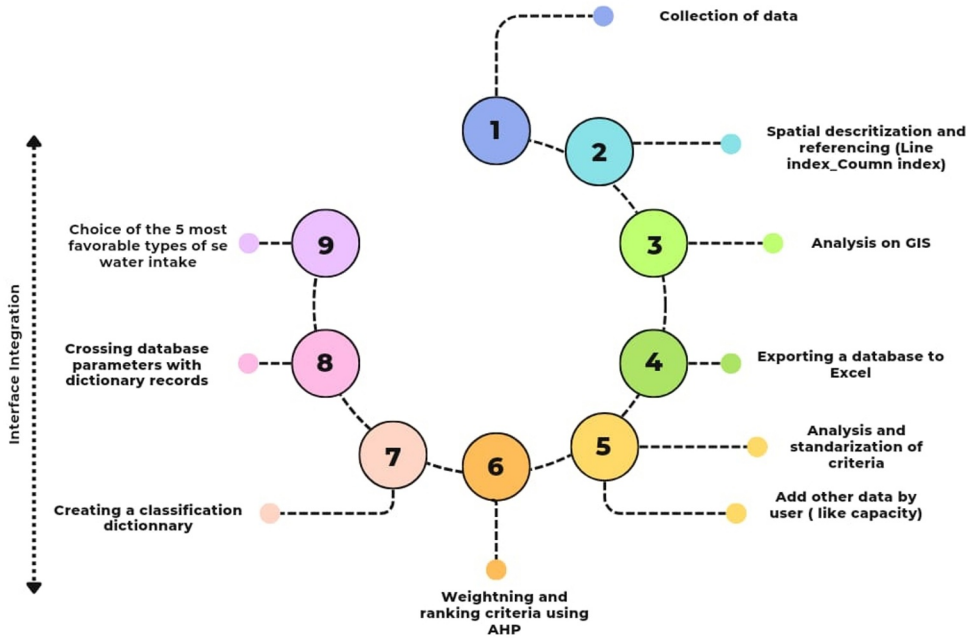 1
Collection of data
2
Spatial descritization and
referencing (Line
index_Coumn index)
3
Analysis on GIS
4
Exporting a database to
Excel
5
Analysis and
standarization of
criteria
Add other data by
user ( like capacity)
6
Weightning and
ranking criteria using
AHP
7
Creating a classification
dictionnary
8
Crossing database
parameters with
dictionary records
9
Choice of the 5 most
favorable types of se
water intake
Interface Integration